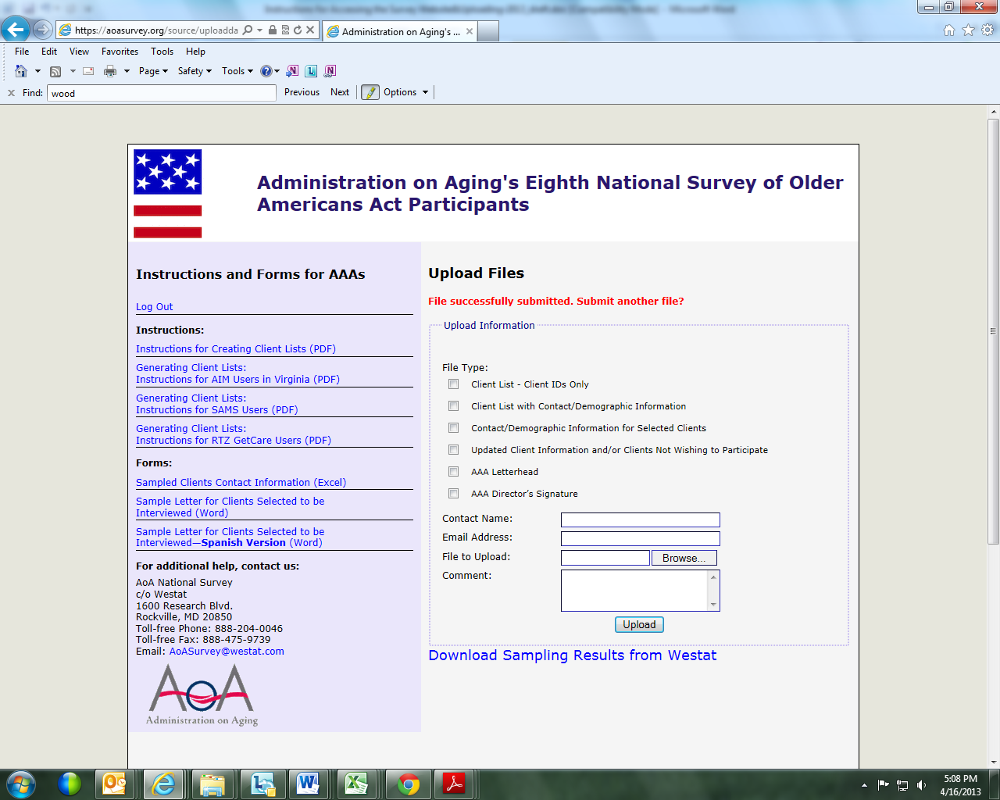 Instructions for Accessing the Survey Website
https://aoasurvey.org/source/uploadda
Administration on Aging's ...
File Edit View Favorites Tools Help
Page Safety Tools
Find: wood Previous Next Options
Administration on Aging's Eighth National Survey of Older
Americans Act Participants
Instructions and Forms for AAAs
Log Out
Instructions:
Instructions for Creating Client Lists (PDF)
Generating Client Lists:
Instructions for AIM Users in Virginia (PDF)
Generating Client Lists:
Instructions for SAMS Users (PDF)
Generating Client Lists:
Instructions for RTZ GetCare Users (PDF)
Forms:
Sampled Clients Contact Information (Excel)
Sample Letter for Clients Selected to be
Interviewed (Word)
Sample Letter for Clients Selected to be
Interviewed—Spanish Version (Word)
For additional help, contact us:
AoA National Survey
c/o Westat
1600 Research Blvd.
Rockville, MD 20850
Toll-free Phone: 888-204-0046
Toll-free Fax: 888-475-9739
Email: AoASurvey@westat.com
AoA
Administration on Aging
Upload Files
File successfully submitted. Submit another file?
Upload Information
File Type:
Client List - Client IDs Only
Client List with Contact/Demographic Information
Contact/Demographic Information for Selected Clients
Updated Client Information and/or Clients Not Wishing to Participate
AAA Letterhead
AAA Director's Signature
Contact Name:
Email Address:
File to Upload: Browse...
Comment:
Upload
Download Sampling Results from Westat
5:08 PM
4/16/2013